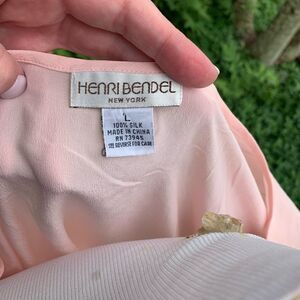 HENRI BENDEL
NEW YORK
L
100% SILK
MADE IN CHINA
RN 73945
SEE REVERSE FOR CARE